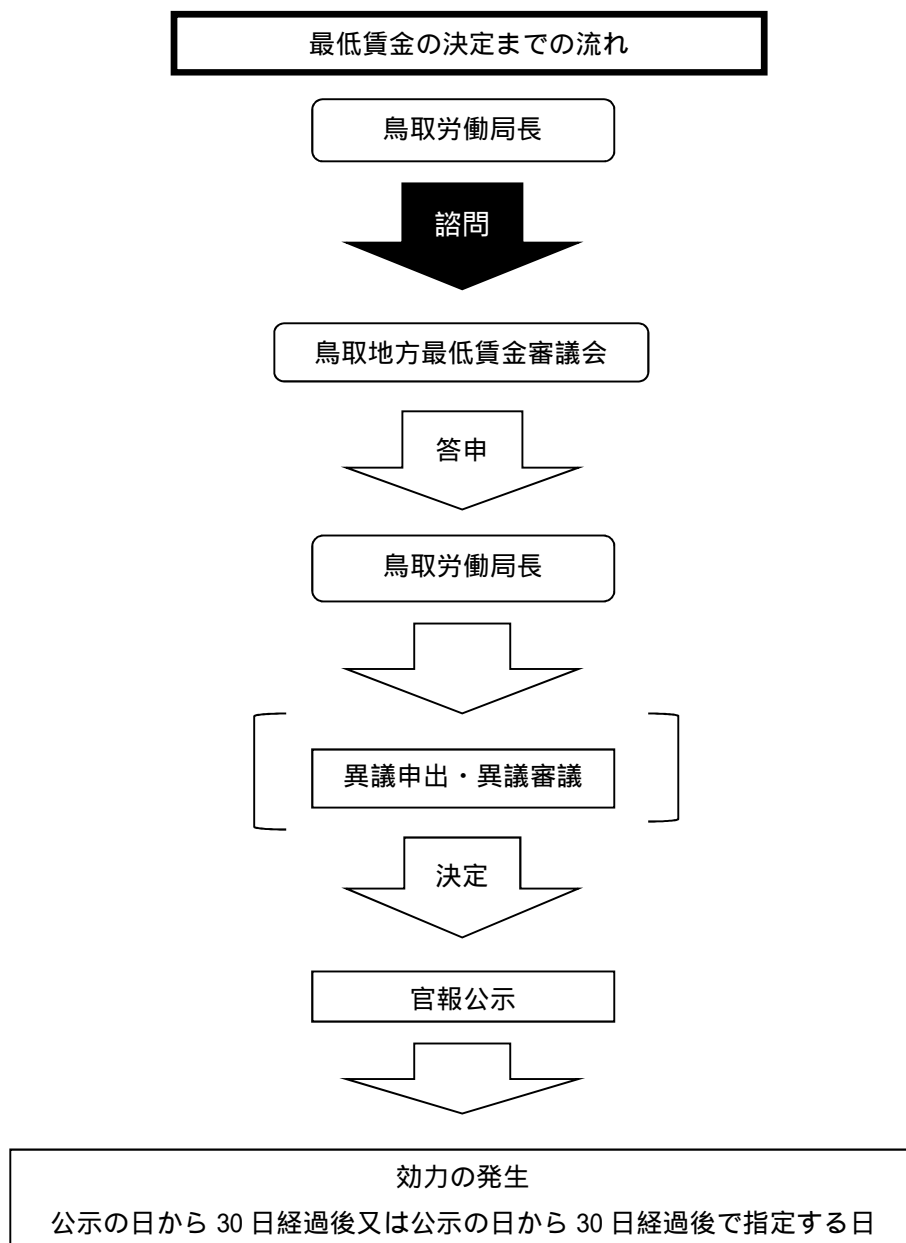 最低賃金の決定までの流れ
鳥取労働局長
諮問
鳥取地方最低賃金審議会
答申
鳥取労働局長
異議申出・異議審議
決定
官報公示
効力の発生
公示の日から 30 日経過後又は公示の日から 30 日経過後で指定する日